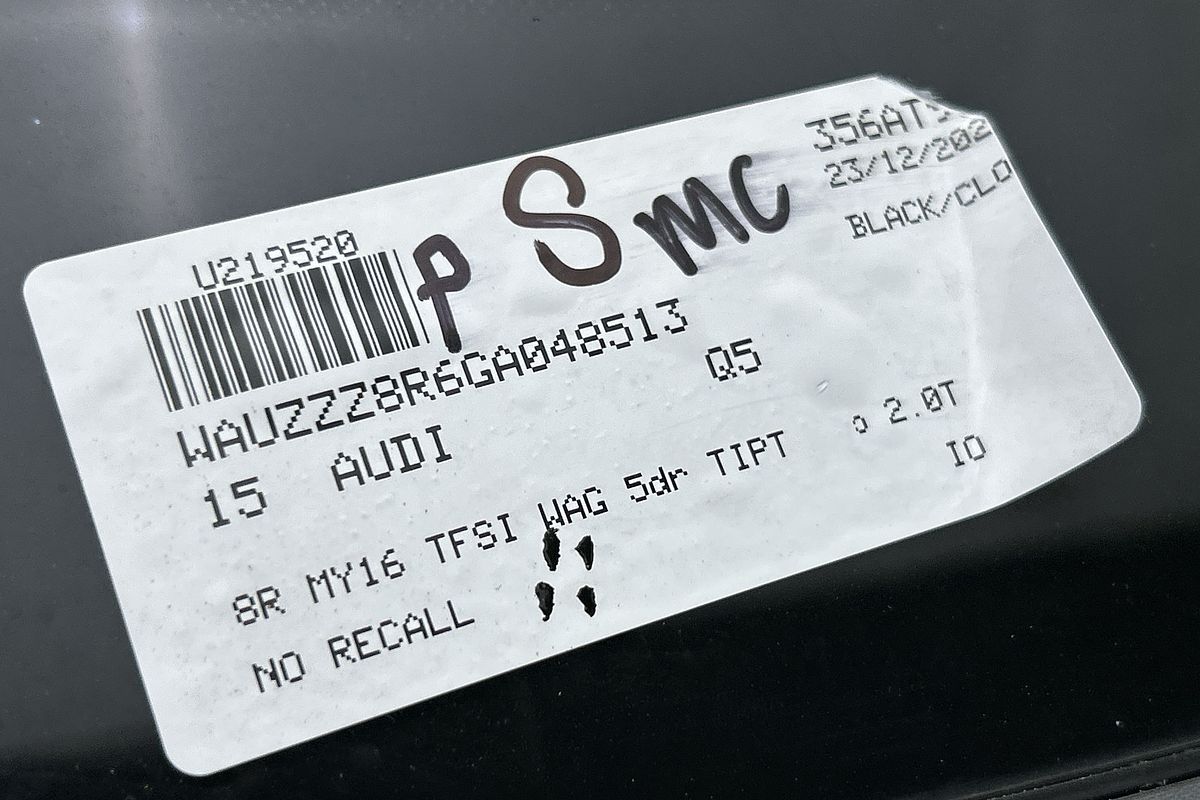 U219520
P S MC
356AT
23/12/202
BLACK/CLO
WAUZZZ8R6GA048513
15 AUDI Q5
8R MY16 TFSI WAG 5dr TIPT o 2.0T
NO RECALL IO